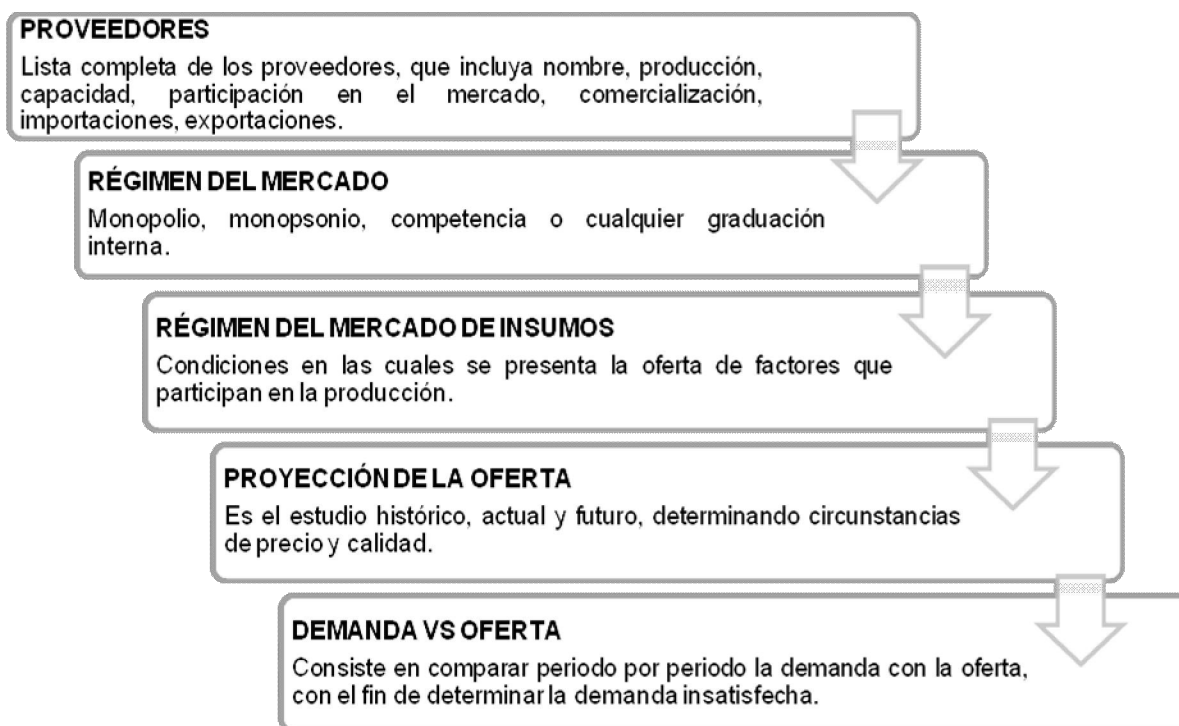 PROVEEDORES
Lista completa de los proveedores, que incluya nombre, producción,
capacidad, participación en el mercado, comercialización,
importaciones, exportaciones.
RÉGIMEN DEL MERCADO
Monopolio, monopsonio, competencia o cualquier graduación
interna.
RÉGIMEN DEL MERCADO DE INSUMOS
Condiciones en las cuales se presenta la oferta de factores que
participan en la producción.
PROYECCIÓN DE LA OFERTA
Es el estudio histórico, actual y futuro, determinando circunstancias
de precio y calidad.
DEMANDA VS OFERTA
Consiste en comparar periodo por periodo la demanda con la oferta,
con el fin de determinar la demanda insatisfecha.